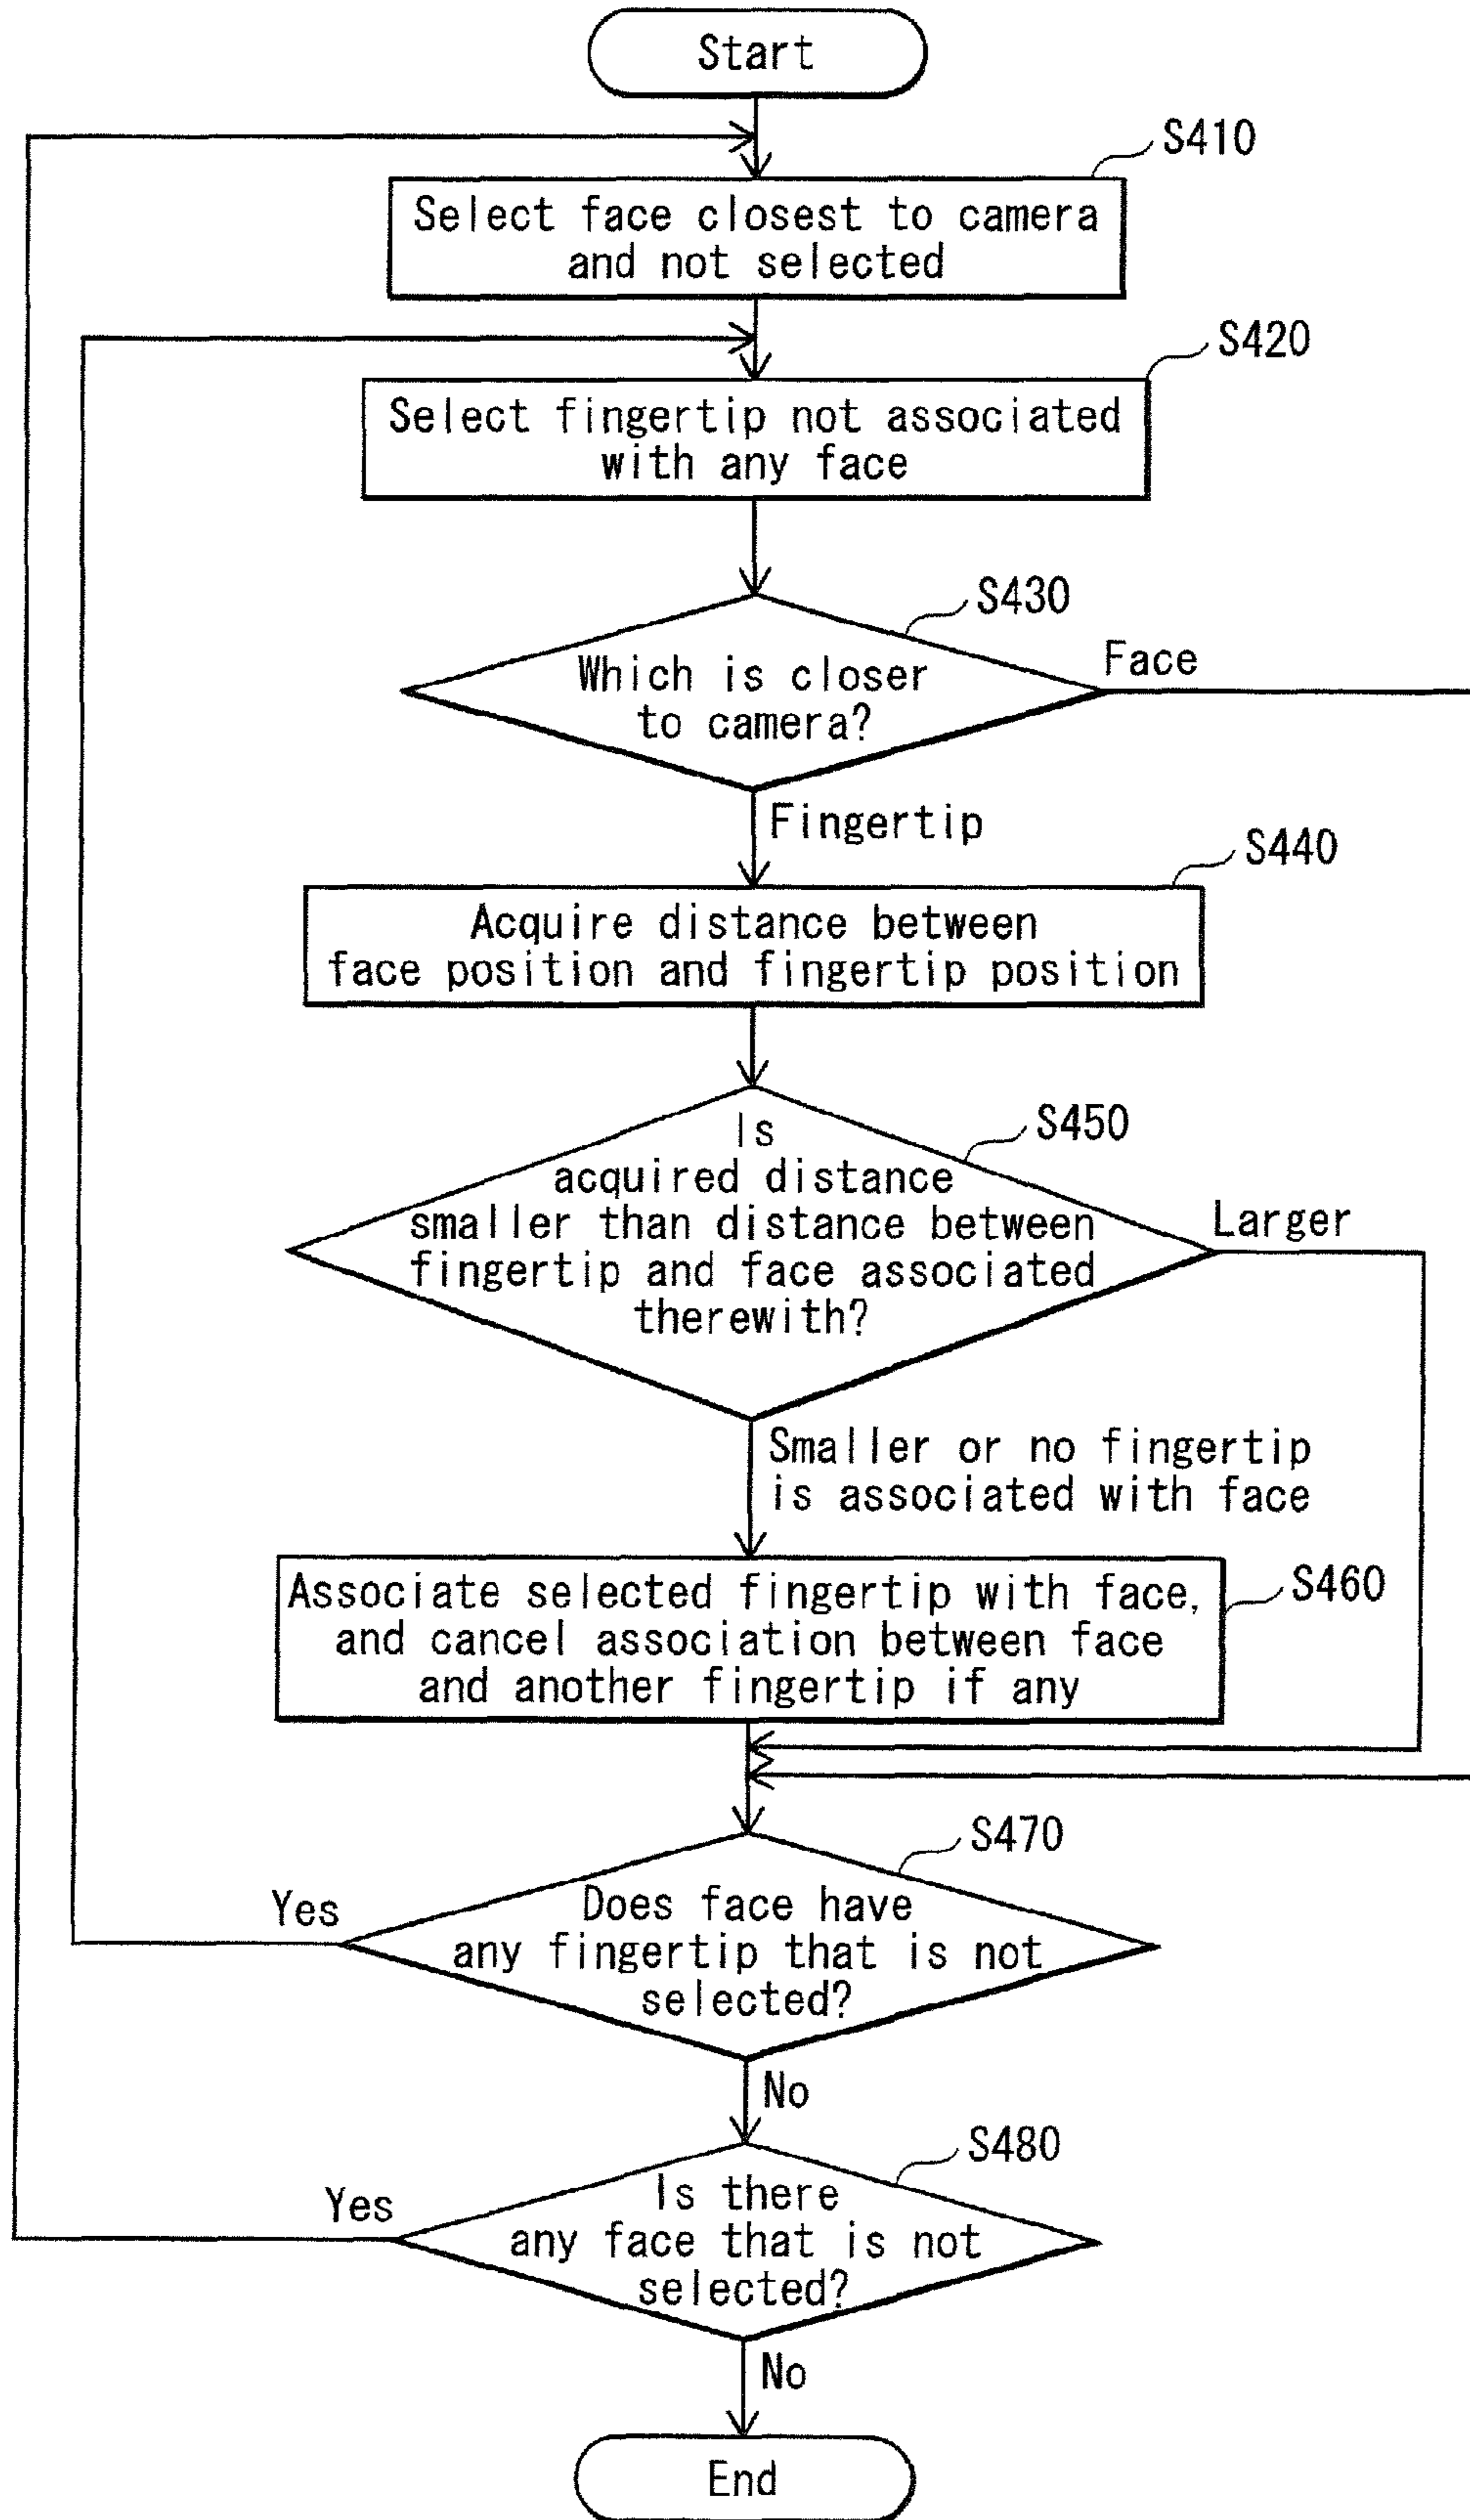 Start
S410
Select face closest to camera
and not selected
S420
Select fingertip not associated
with any face
S430
Which is closer
to camera?
Face
Fingertip
S440
Acquire distance between
face position and fingertip position
S450
Is
acquired distance
smaller than distance between
fingertip and face associated
therewith?
Larger
Smaller or no fingertip
is associated with face
S460
Associate selected fingertip with face,
and cancel association between face
and another fingertip if any
S470
Does face have
any fingertip that is not
selected?
Yes
No
S480
Is there
any face that is not
selected?
Yes
No
End